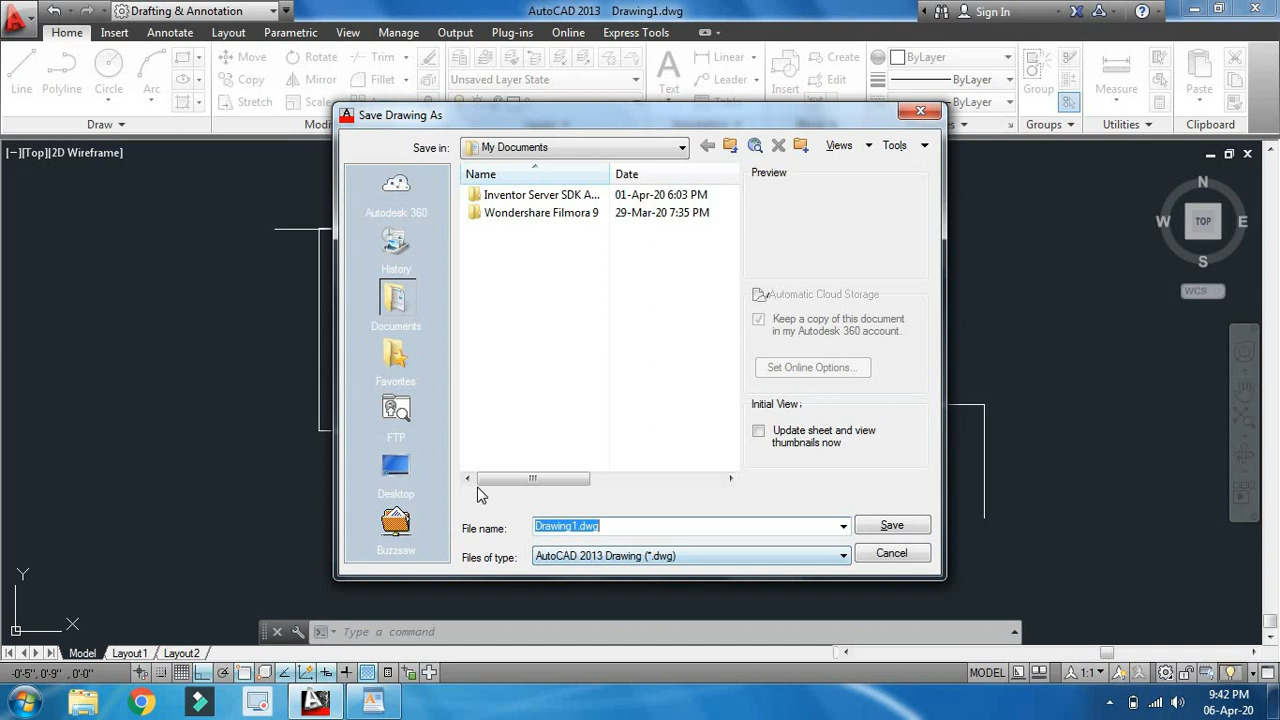 Drafting & Annotation
AutoCAD 2013 Drawing1.dwg
Sign In
Home Insert Annotate Layout Parametric View Manage Output Plug-ins Online Express Tools
Line
Polyline
Circle
Arc
Move
Copy
Stretch
Rotate
Mirror
Trim
Fillet
Unsaved Layer State
Text
Linear
Leader
Insert
Create
Edit
ByLayer
ByLayer
ByLayer
Group
Measure
Paste
Draw
Groups
Utilities
Clipboard
[−][Top][2D Wireframe]
Save Drawing As
Save in: My Documents
Views Tools
Name Date
Inventor Server SDK A... 01-Apr-20 6:03 PM
Wondershare Filmora 9 29-Mar-20 7:35 PM
Autodesk 360
History
Documents
Favorites
FTP
Desktop
Buzzsaw
Preview
Automatic Cloud Storage
Keep a copy of this document
in my Autodesk 360 account.
Set Online Options...
Initial View
Update sheet and view
thumbnails now
File name: Drawing1.dwg Save
Files of type: AutoCAD 2013 Drawing (*.dwg) Cancel
N
W TOP E
S
WCS
Y
X
Type a command
Model Layout1 Layout2
-0'-5", 0'-9" , 0'-0"
MODEL
1:1
9:42 PM
06-Apr-20